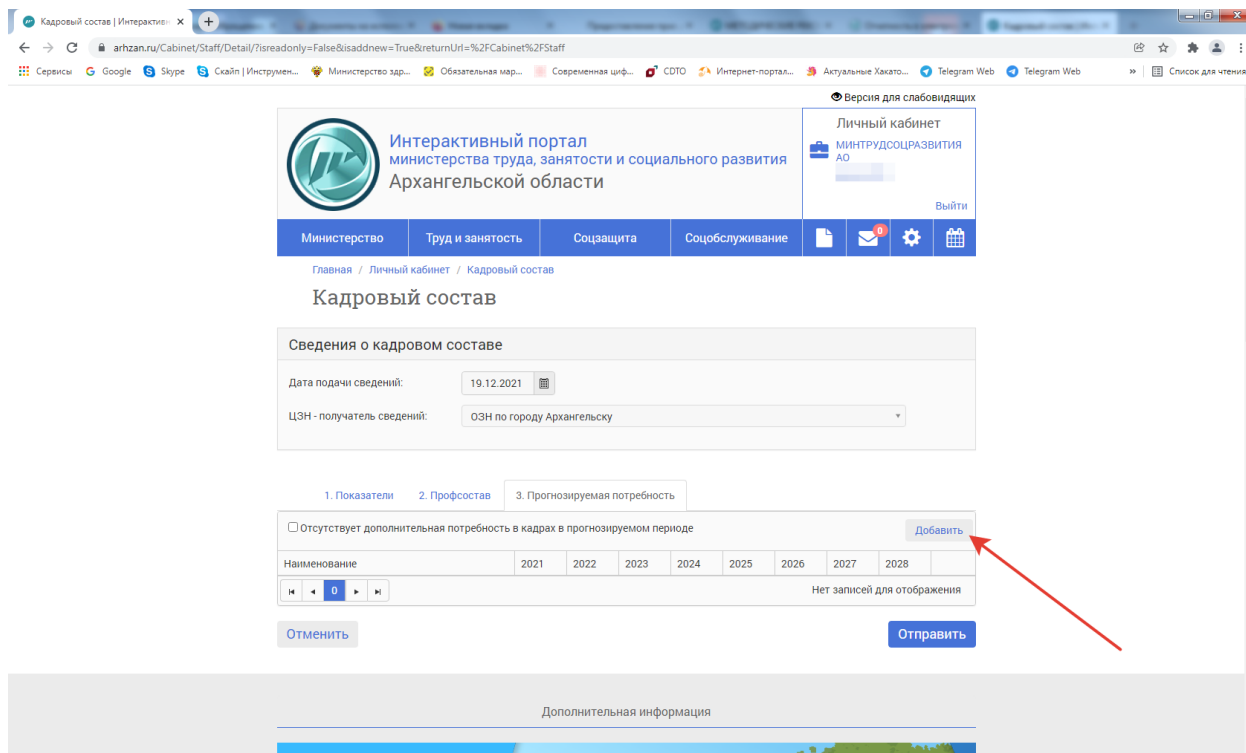 Кадровый состав | Интерактивн
arhzan.ru/Cabinet/Staff/Detail/?isreadonly=False&isaddnew=True&returnUrl=%2FCabinet%2FStaff
Сервисы Google Skype Скайп | Инструмен... Министерство здр... Обязательная мар... Современная циф... CDTO Интернет-портал... Актуальные Хакато... Telegram Web Telegram Web » Список для чтения
Версия для слабовидящих
Интерактивный портал
министерства труда, занятости и социального развития
Архангельской области
Личный кабинет
МИНТРУДСОЦРАЗВИТИЯ
АО
Выйти
Министерство Труд и занятость Соцзащита Соцобслуживание 0
Главная / Личный кабинет / Кадровый состав
Кадровый состав
Сведения о кадровом составе
Дата подачи сведений: 19.12.2021
ЦЗН - получатель сведений: ОЗН по городу Архангельску
1. Показатели 2. Профсостав 3. Прогнозируемая потребность
Отсутствует дополнительная потребность в кадрах в прогнозируемом периоде Добавить
Наименование 2021 2022 2023 2024 2025 2026 2027 2028
0 Нет записей для отображения
Отменить Отправить
Дополнительная информация